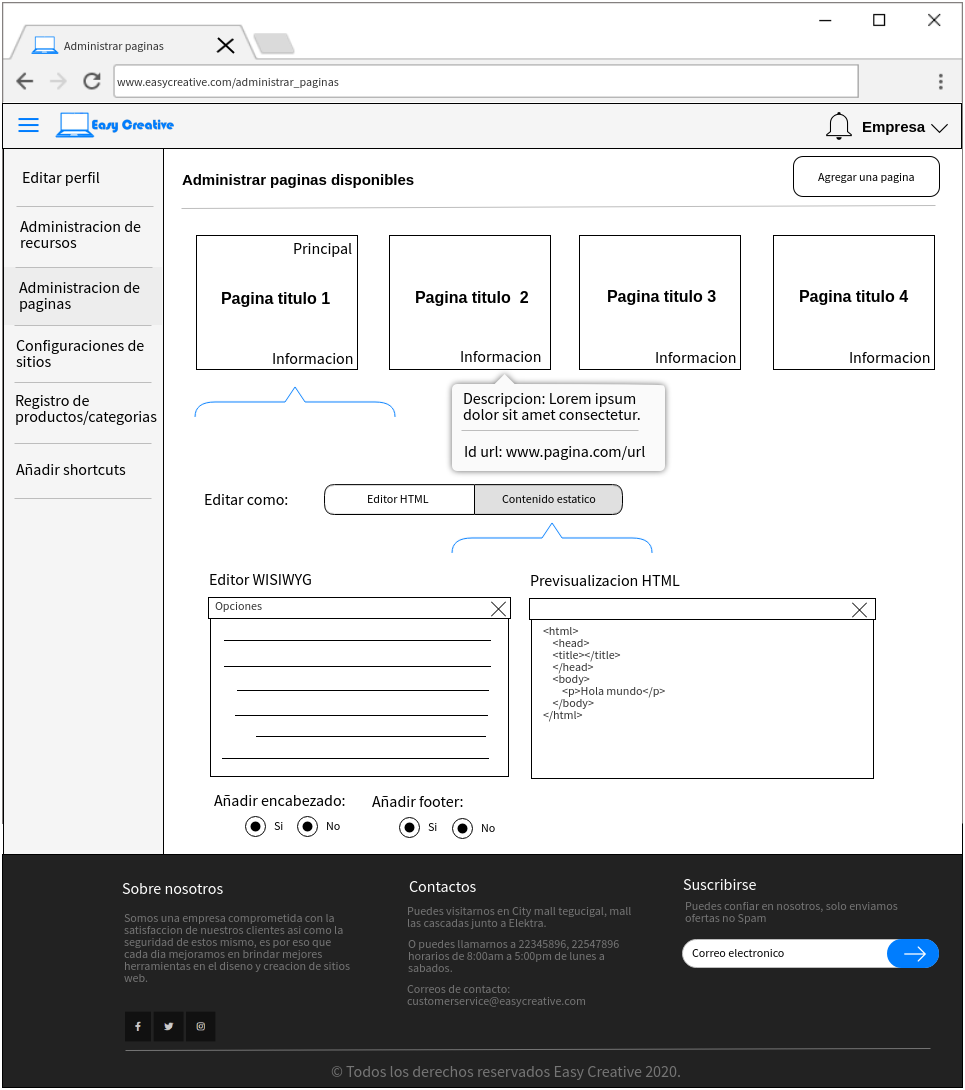 Administrar paginas
www.easycreative.com/administrar_paginas
Easy Creative
Empresa
Editar perfil
Administracion de
recursos
Administracion de
paginas
Configuraciones de
sitios
Registro de
productos/categorias
Añadir shortcuts
Administrar paginas disponibles
Agregar una pagina
Principal
Pagina titulo 1
Informacion
Pagina titulo  2
Informacion
Pagina titulo 3
Informacion
Pagina titulo 4
Informacion
Descripcion: Lorem ipsum
dolor sit amet consectetur.
Id url: www.pagina.com/url
Editar como:
Editor HTML
Contenido estatico
Editor WISIWYG
Opciones
Previsualizacion HTML
<html>
<head>
<title></title>
</head>
<body>
<p>Hola mundo</p>
</body>
</html>
Añadir encabezado:
Si
No
Añadir footer:
Si
No
Sobre nosotros
Somos una empresa comprometida con la
satisfaccion de nuestros clientes asi como la
seguridad de estos mismo, es por eso que
cada dia mejoramos en brindar mejores
herramientas en el diseno y creacion de sitios
web.
Contactos
Puedes visitarnos en City mall tegucigal, mall
las cascadas junto a Elektra.
O puedes llamarnos a 22345896, 22547896
horarios de 8:00am a 5:00pm de lunes a
sabados.
Correos de contacto:
customerservice@easycreative.com
Suscribirse
Puedes confiar en nosotros, solo enviamos
ofertas no Spam
Correo electronico
© Todos los derechos reservados Easy Creative 2020.